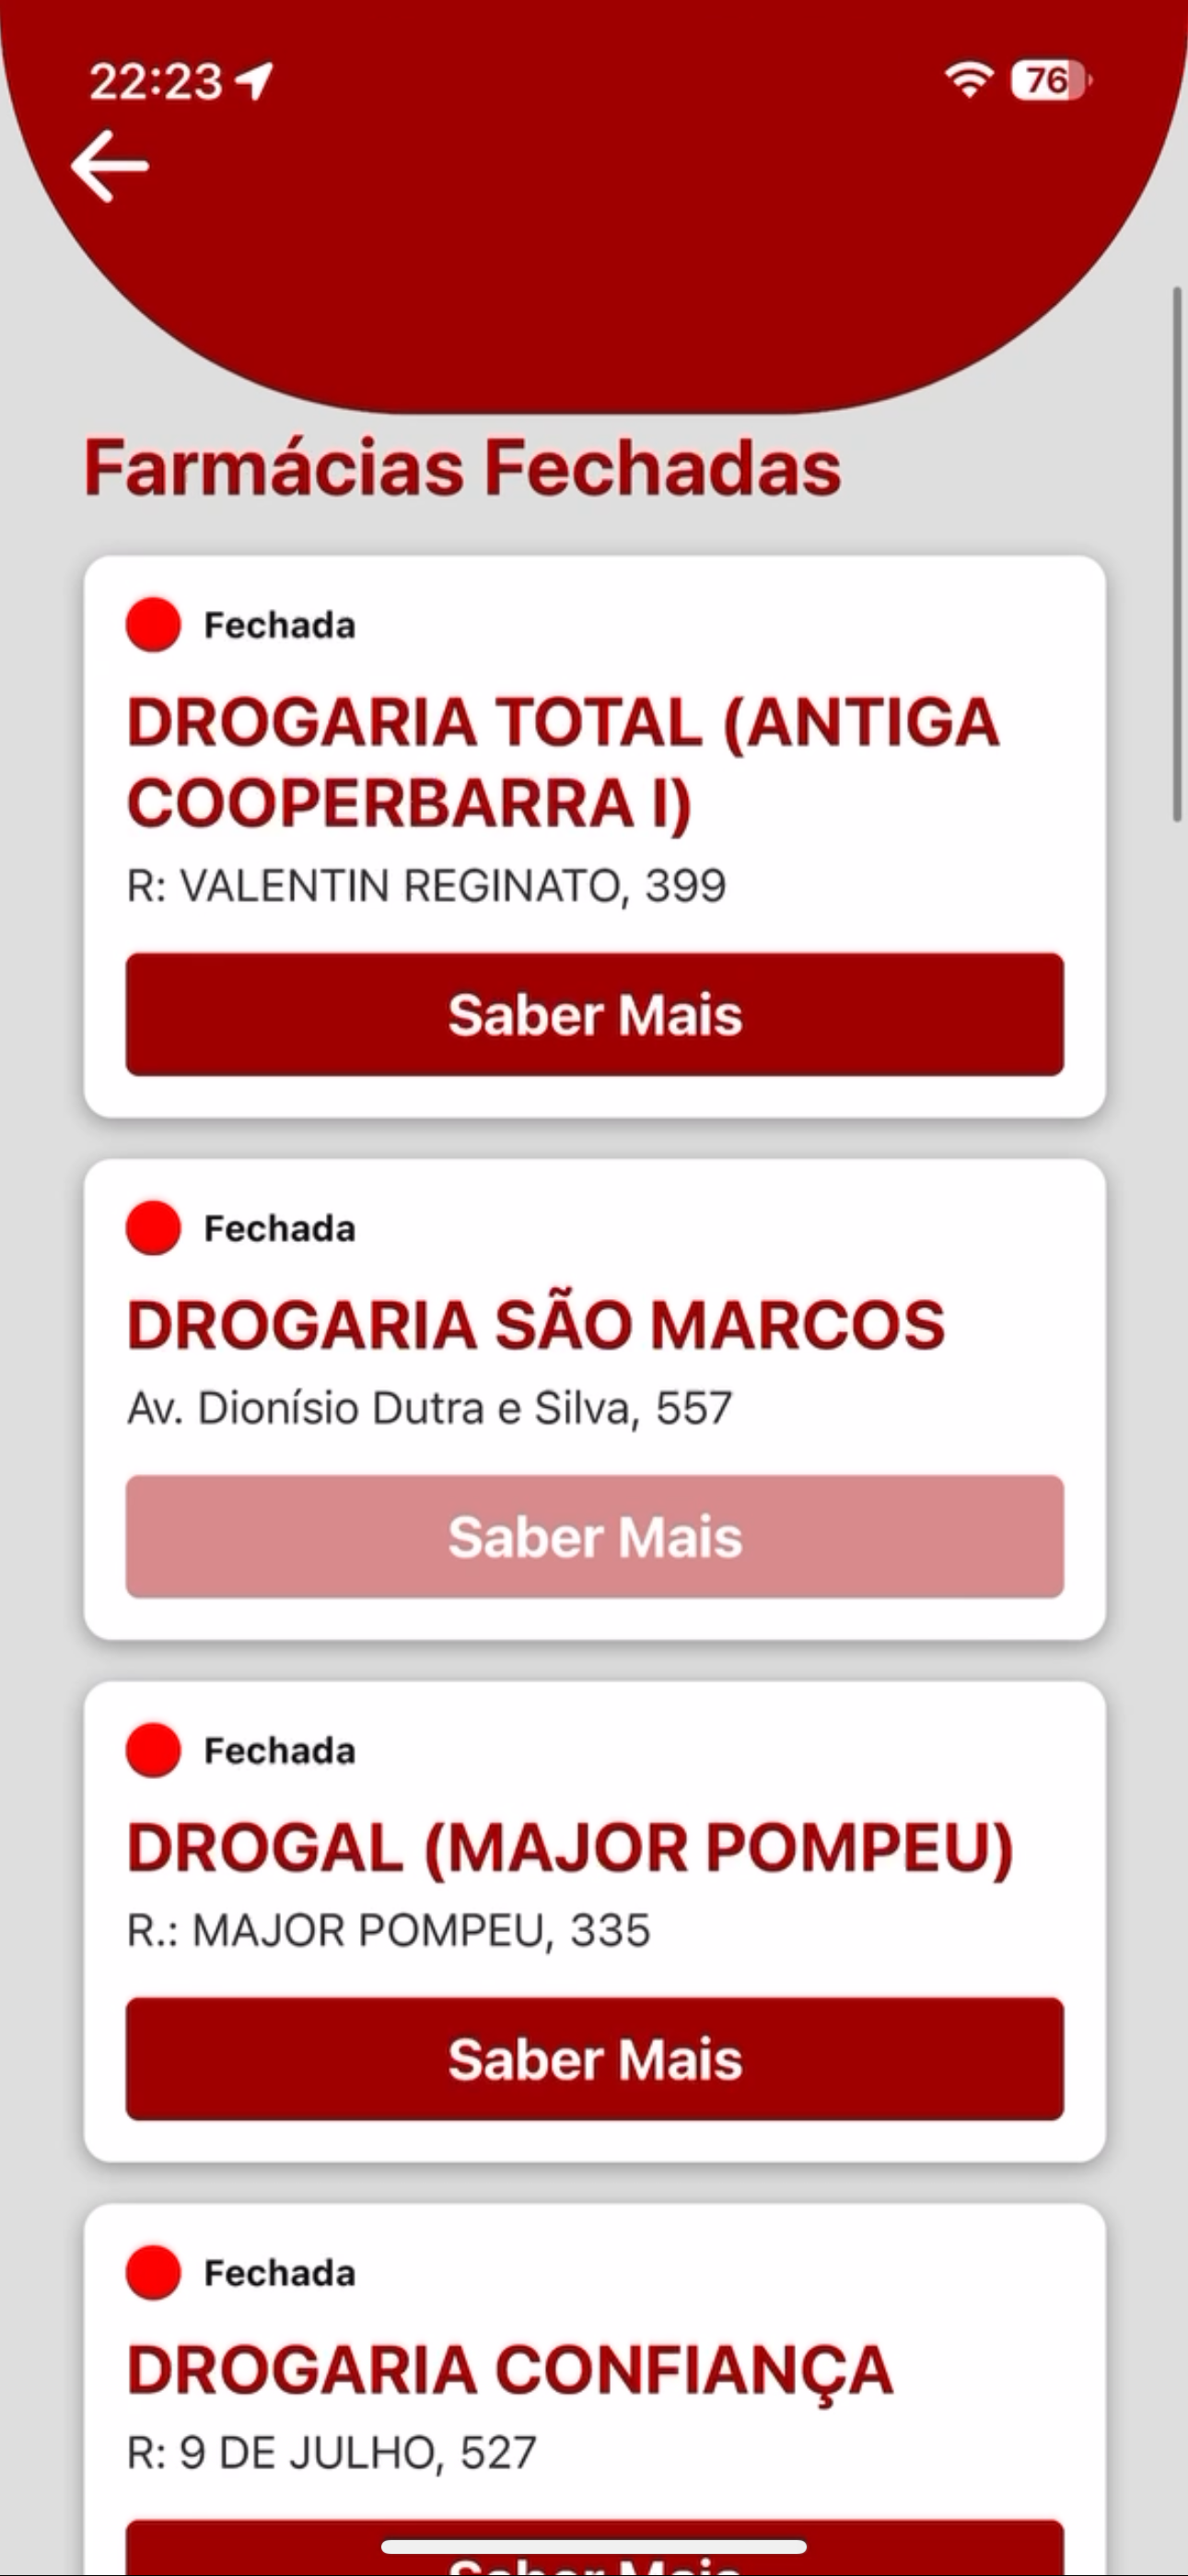 22:23
76
Farmácias Fechadas
Fechada
DROGARIA TOTAL (ANTIGA
COOPERBARRA I)
R: VALENTIN REGINATO, 399
Saber Mais
Fechada
DROGARIA SÃO MARCOS
Av. Dionísio Dutra e Silva, 557
Saber Mais
Fechada
DROGAL (MAJOR POMPEU)
R.: MAJOR POMPEU, 335
Saber Mais
Fechada
DROGARIA CONFIANÇA
R: 9 DE JULHO, 527
Saber Mais